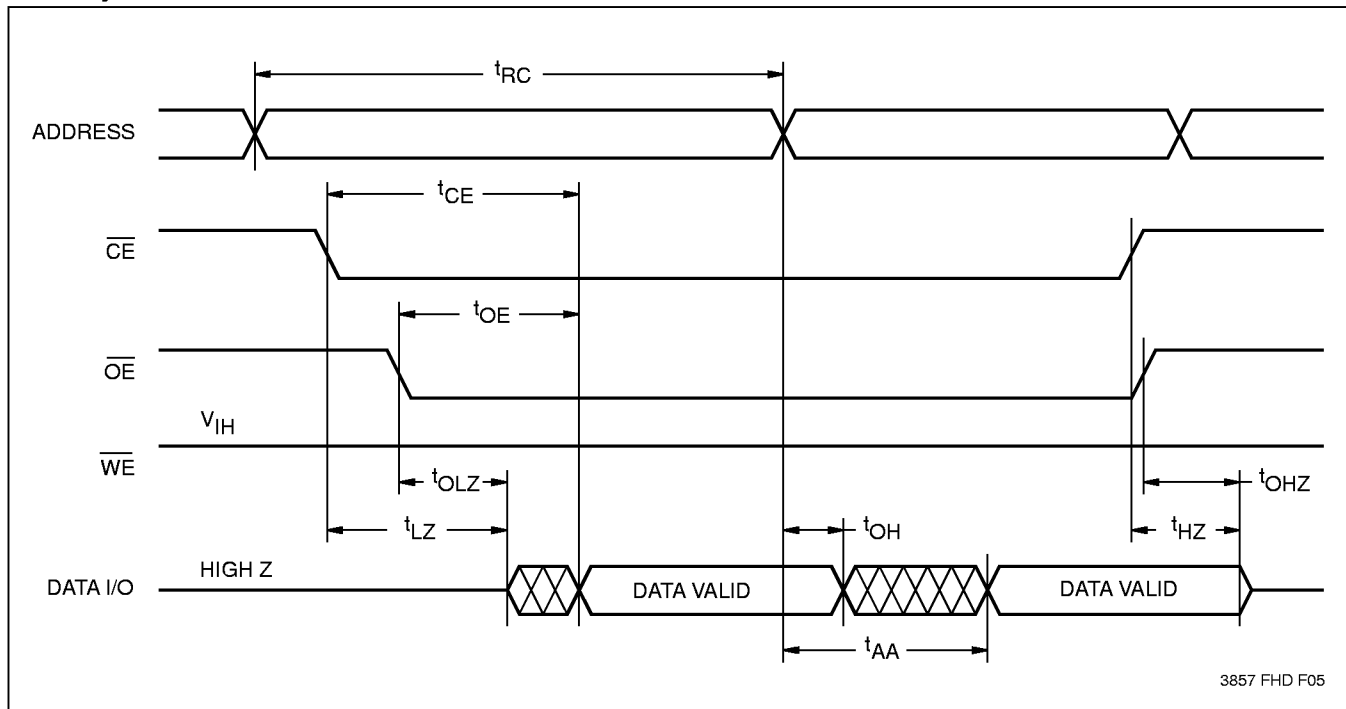 tRC
ADDRESS
tCE
CE
tOE
OE
VIH
WE
tOLZ
tOHZ
tLZ
tOH
tHZ
HIGH Z
DATA I/O
DATA VALID
DATA VALID
tAA
3857 FHD F05